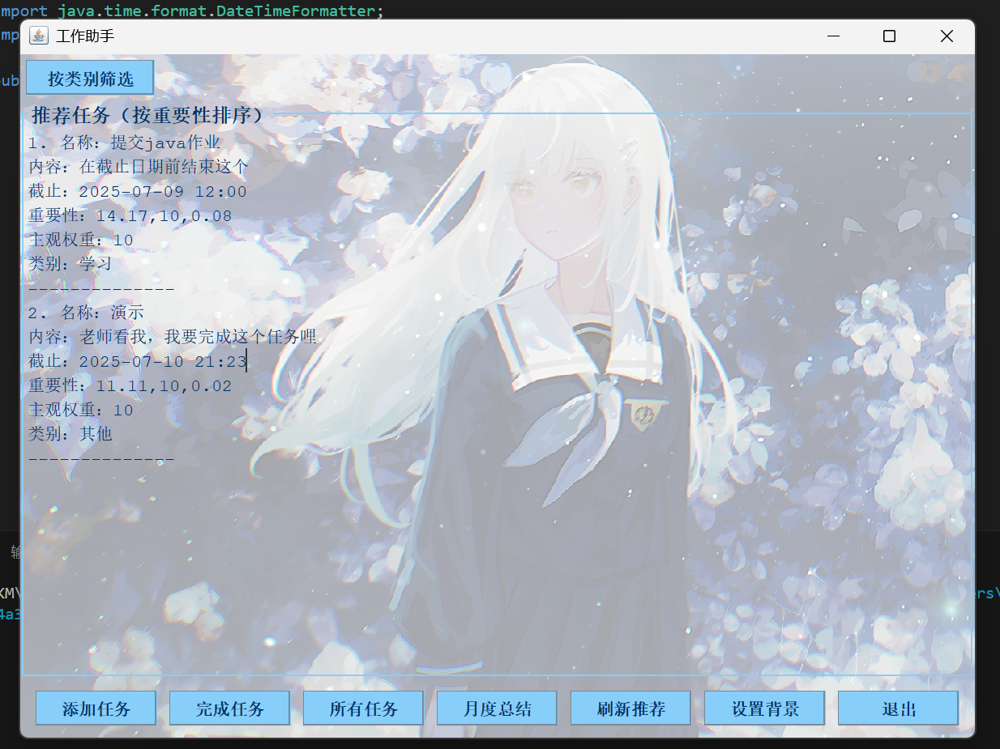 mport java.time.format.DateTimeFormatter;
mp
工作助手
ub
按类别筛选
推荐任务（按重要性排序）
1. 名称：提交java作业
内容：在截止日期前结束这个
截止：2025-07-09 12:00
重要性：14.17,10,0.08
主观权重：10
类别：学习
--------------
2. 名称：演示
内容：老师看我，我要完成这个任务哩
截止：2025-07-10 21:23
重要性：11.11,10,0.02
主观权重：10
类别：其他
--------------
输
KM\
ers\
4a3
添加任务
完成任务
所有任务
月度总结
刷新推荐
设置背景
退出